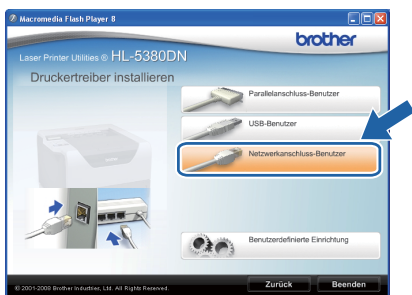 Macromedia Flash Player 8
brother
Laser Printer Utilities ® HL-5380DN
Druckertreiber installieren
Parallelanschluss-Benutzer
USB-Benutzer
Netzwerkanschluss-Benutzer
Benutzerdefinierte Einrichtung
© 2001-2008 Brother Industries, Ltd. All Rights Reserved.
Zurück
Beenden